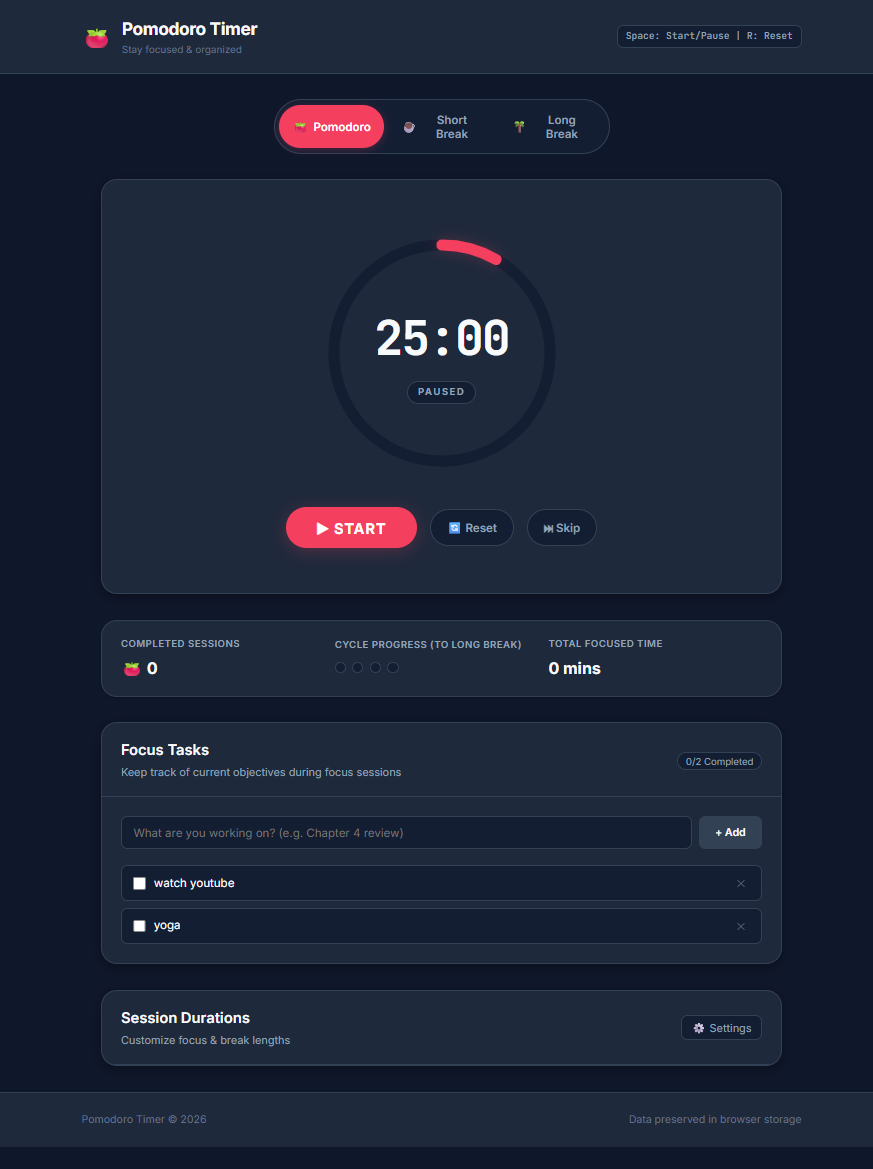 Pomodoro Timer
Stay focused & organized
Space: Start/Pause | R: Reset
Pomodoro
Short
Break
Long
Break
25:00
PAUSED
START
Reset
Skip
COMPLETED SESSIONS
0
CYCLE PROGRESS (TO LONG BREAK)
TOTAL FOCUSED TIME
0 mins
Focus Tasks
Keep track of current objectives during focus sessions
0/2 Completed
What are you working on? (e.g. Chapter 4 review)
+ Add
watch youtube
yoga
Session Durations
Customize focus & break lengths
Settings
Pomodoro Timer © 2026
Data preserved in browser storage